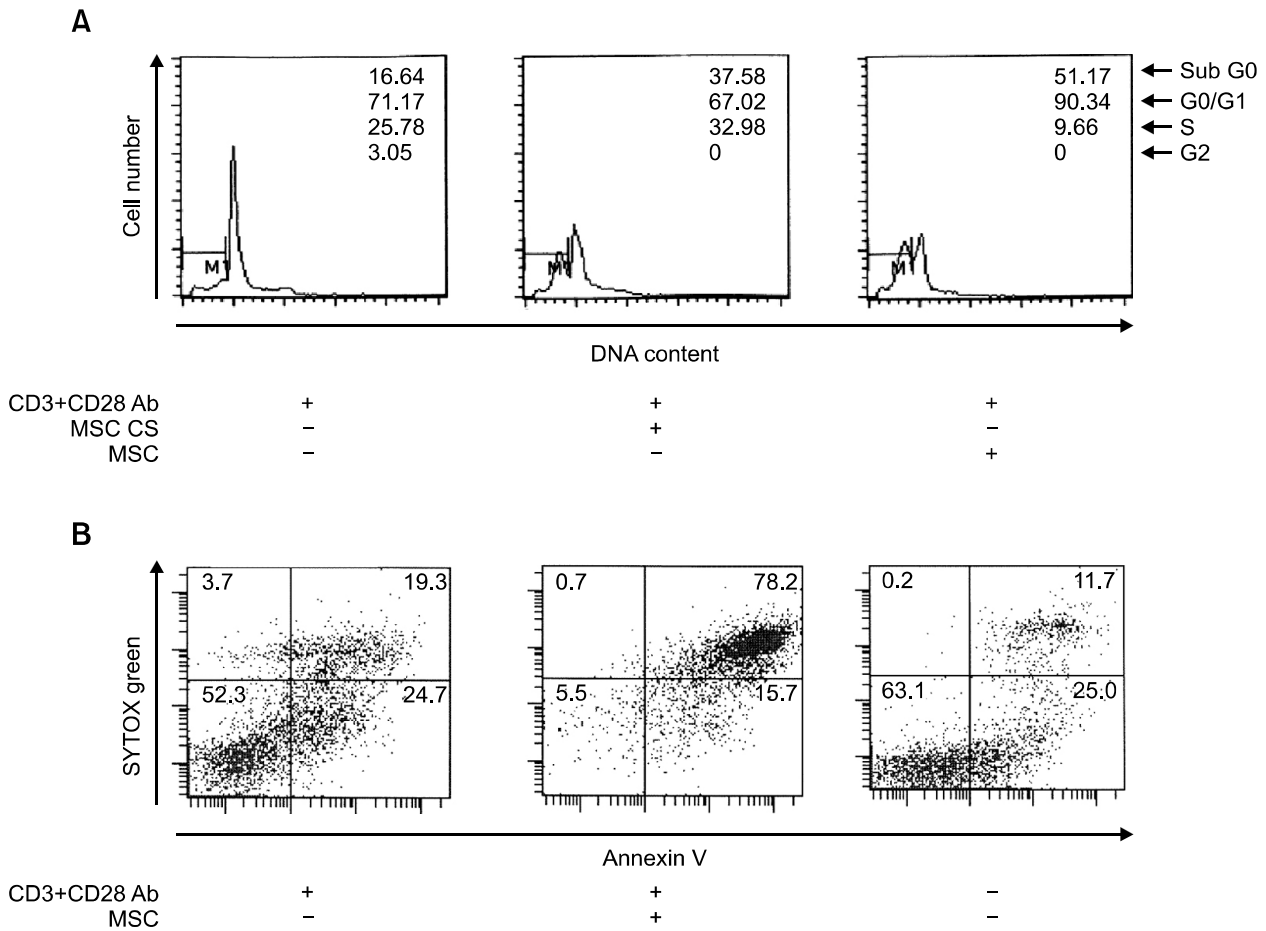 A
16.64
71.17
25.78
3.05
37.58
67.02
32.98
0
51.17
90.34
9.66
0
Sub G0
G0/G1
S
G2
Cell number
M1
M1
M1
DNA content
CD3+CD28 Ab + + +
MSC CS – + –
MSC – – +
B
3.7 19.3
52.3 24.7
0.7 78.2
5.5 15.7
0.2 11.7
63.1 25.0
SYTOX green
Annexin V
CD3+CD28 Ab + + –
MSC – + –